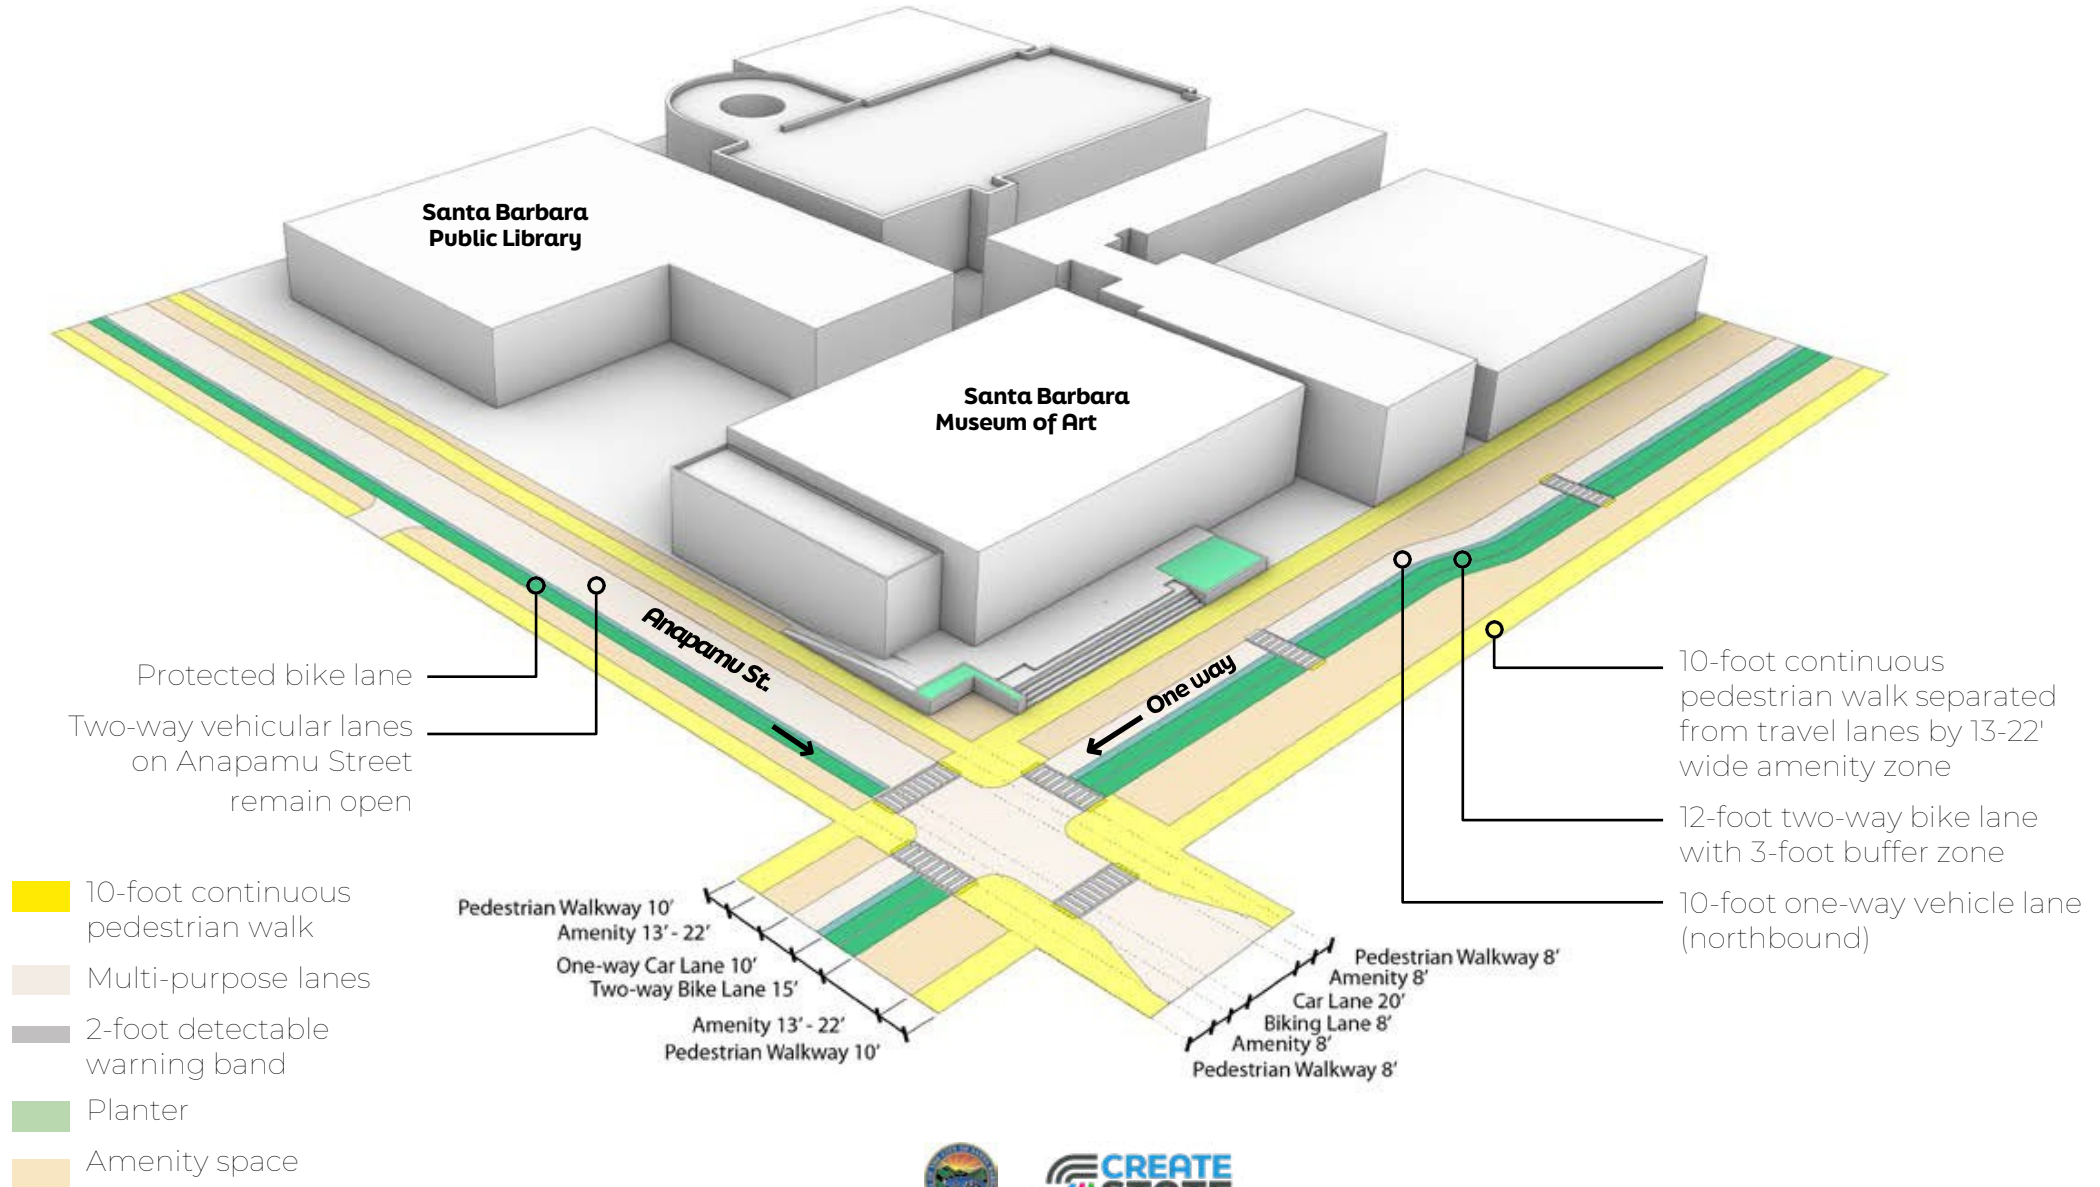 Santa Barbara
Public Library
Santa Barbara
Museum of Art
Anapamu St.
One way
Protected bike lane
Two-way vehicular lanes
on Anapamu Street
remain open
10-foot continuous
pedestrian walk separated
from travel lanes by 13-22'
wide amenity zone
12-foot two-way bike lane
with 3-foot buffer zone
10-foot one-way vehicle lane
(northbound)
10-foot continuous
pedestrian walk
Multi-purpose lanes
2-foot detectable
warning band
Planter
Amenity space
Pedestrian Walkway 10'
Amenity 13' - 22'
One-way Car Lane 10'
Two-way Bike Lane 15'
Amenity 13' - 22'
Pedestrian Walkway 10'
Pedestrian Walkway 8'
Amenity 8'
Car Lane 20'
Biking Lane 8'
Amenity 8'
Pedestrian Walkway 8'
CREATE
STATE